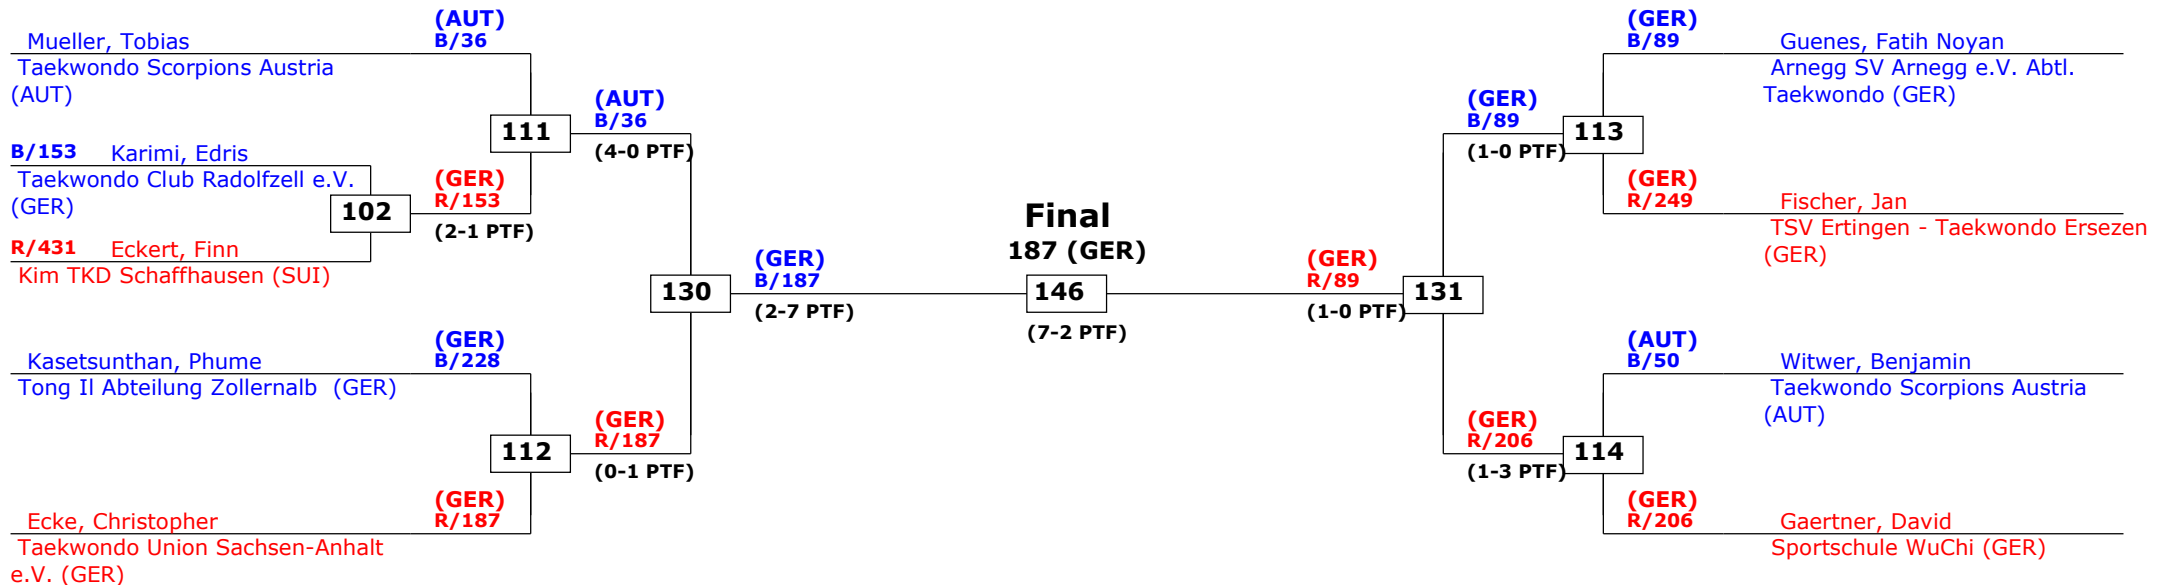 (AUT)
B/36
Mueller, Tobias
Taekwondo Scorpions Austria
(AUT)
111
(AUT)
B/36
(4-0 PTF)
B/153 Karimi, Edris
Taekwondo Club Radolfzell e.V.
(GER)
102
(GER)
R/153
(2-1 PTF)
R/431 Eckert, Finn
Kim TKD Schaffhausen (SUI)
130
(GER)
B/187
(2-7 PTF)
(GER)
B/228
Kasetsunthan, Phume
Tong Il Abteilung Zollernalb (GER)
112
(GER)
R/187
(0-1 PTF)
(GER)
R/187
Ecke, Christopher
Taekwondo Union Sachsen-Anhalt
e.V. (GER)
Final
187 (GER)
146
(7-2 PTF)
(GER)
R/89
(1-0 PTF)
131
(GER)
B/89
(1-0 PTF)
113
(GER)
B/89
Guenes, Fatih Noyan
Arnegg SV Arnegg e.V. Abtl.
Taekwondo (GER)
(GER)
R/249
Fischer, Jan
TSV Ertingen - Taekwondo Ersezen
(GER)
(GER)
R/206
(1-3 PTF)
114
(AUT)
B/50
Witwer, Benjamin
Taekwondo Scorpions Austria
(AUT)
(GER)
R/206
Gaertner, David
Sportschule WuChi (GER)